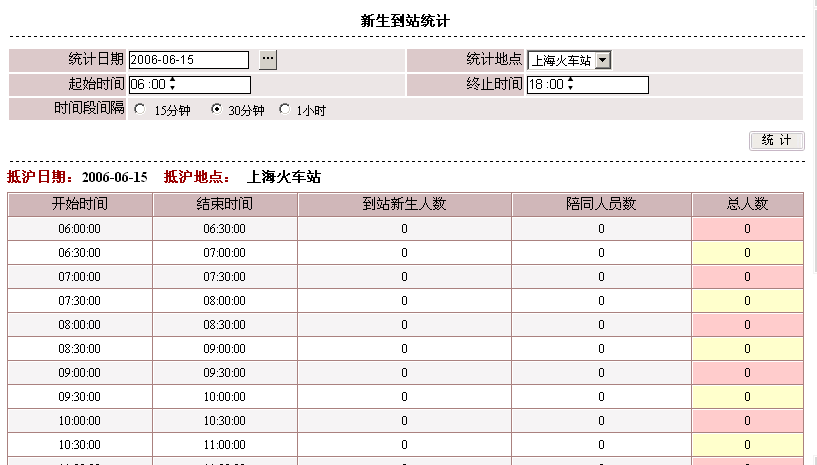 新生到站统计
统计日期 2006-06-15 ... 统计地点 上海火车站
起始时间 06:00 终止时间 18:00
时间段间隔 15分钟 30分钟 1小时
统 计
抵沪日期：2006-06-15 抵沪地点： 上海火车站
开始时间 结束时间 到站新生人数 陪同人员数 总人数
06:00:00 06:30:00 0 0 0
06:30:00 07:00:00 0 0 0
07:00:00 07:30:00 0 0 0
07:30:00 08:00:00 0 0 0
08:00:00 08:30:00 0 0 0
08:30:00 09:00:00 0 0 0
09:00:00 09:30:00 0 0 0
09:30:00 10:00:00 0 0 0
10:00:00 10:30:00 0 0 0
10:30:00 11:00:00 0 0 0